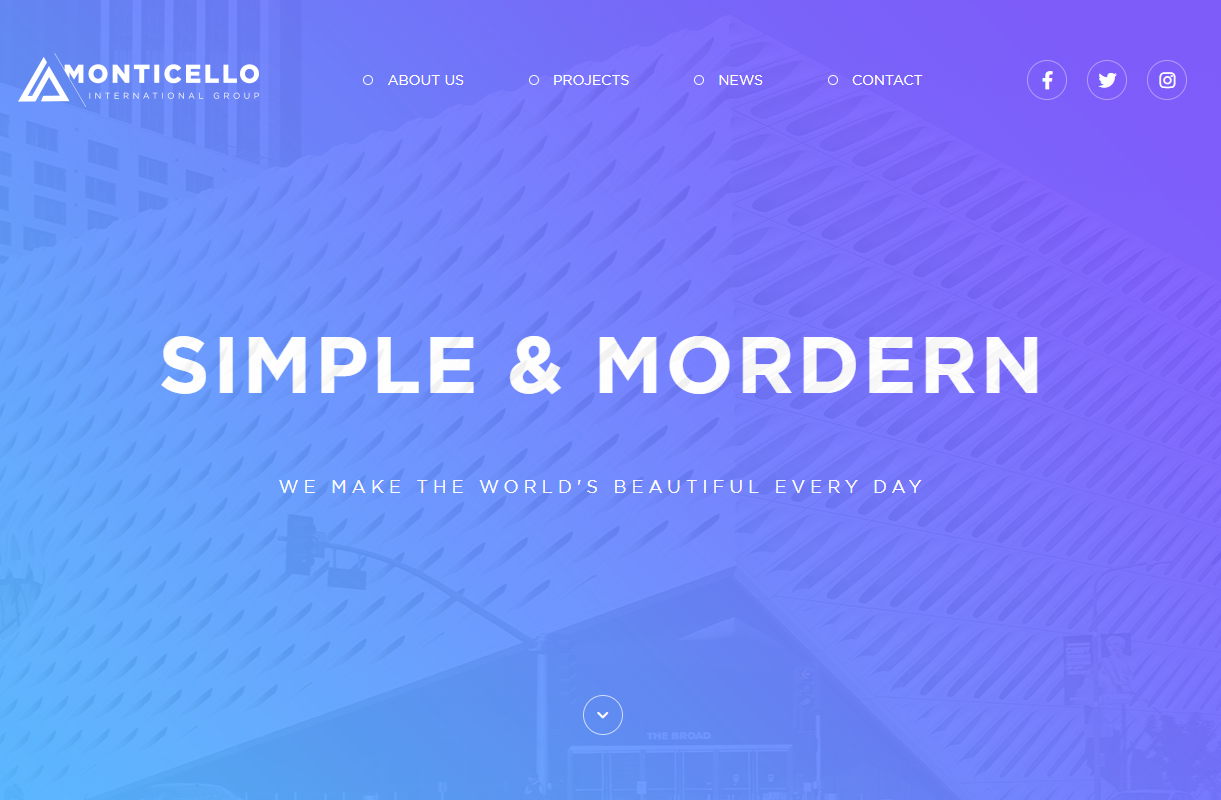 MONTICELLO
INTERNATIONAL GROUP
ABOUT US
PROJECTS
NEWS
CONTACT
SIMPLE & MORDERN
WE MAKE THE WORLD'S BEAUTIFUL EVERY DAY
THE BROAD